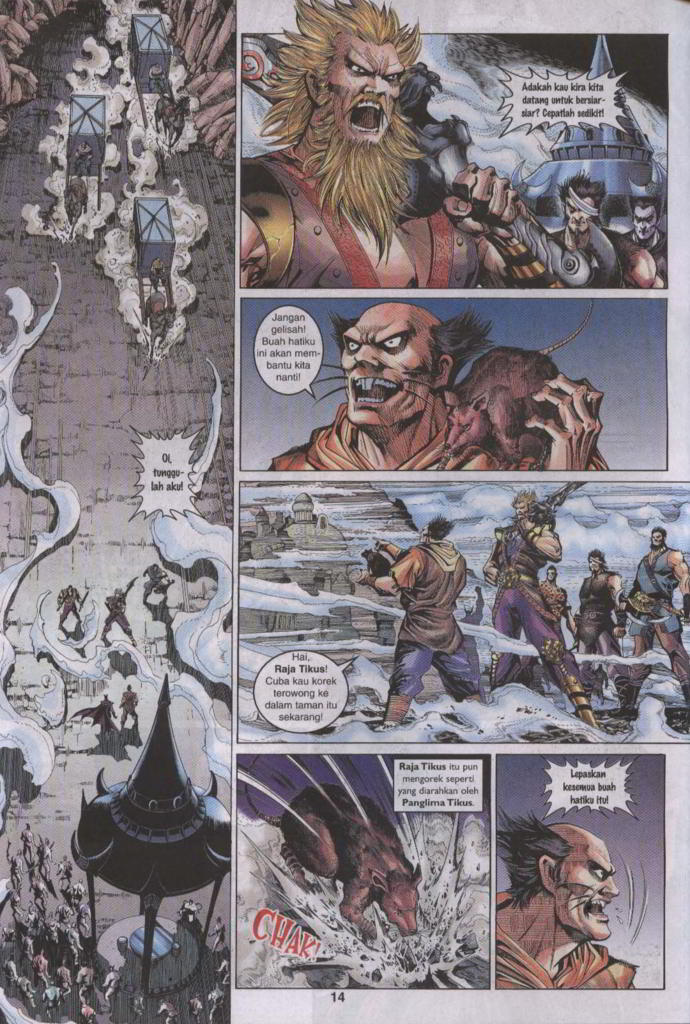 Oi,
tunggu-
lah aku!
Adakah kau kira kita
datang untuk bersiar-
siar? Cepatlah sedikit!
Jangan
gelisah!
Buah hatiku
ini akan mem-
bantu kita
nanti!
Hai,
Raja Tikus!
Cuba kau korek
terowong ke
dalam taman itu
sekarang!
Raja Tikus itu pun
mengorek seperti
yang diarahkan oleh
Panglima Tikus.
CHAK!
Lepaskan
kesemua buah
hatiku itu!
14